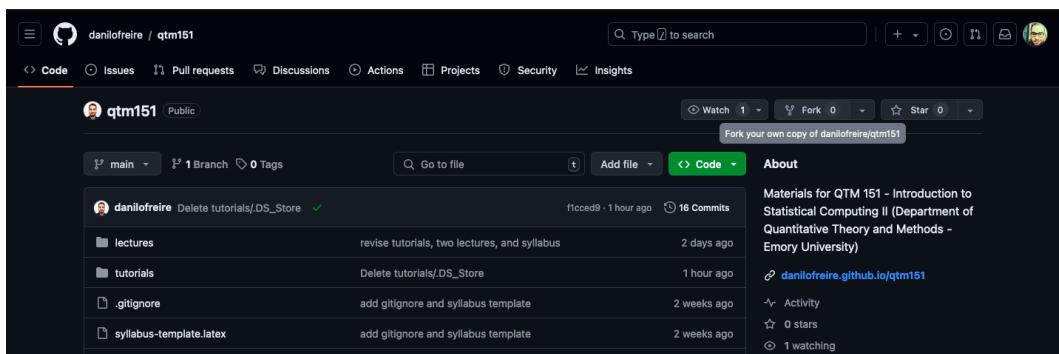 danilofreire / qtm151
Type / to search
Code Issues Pull requests Discussions Actions Projects Security Insights
qtm151 Public
Watch 1 Fork 0 Star 0
Fork your own copy of danilofreire/qtm151
main 1 Branch 0 Tags Go to file t Add file Code
About
danilofreire Delete tutorials/.DS_Store f1cced9 · 1 hour ago 16 Commits
Materials for QTM 151 - Introduction to
Statistical Computing II (Department of
Quantitative Theory and Methods -
Emory University)
lectures revise tutorials, two lectures, and syllabus 2 days ago
tutorials Delete tutorials/.DS_Store 1 hour ago
danilofreire.github.io/qtm151
.gitignore add gitignore and syllabus template 2 weeks ago
Activity
0 stars
syllabus-template.latex add gitignore and syllabus template 2 weeks ago
1 watching